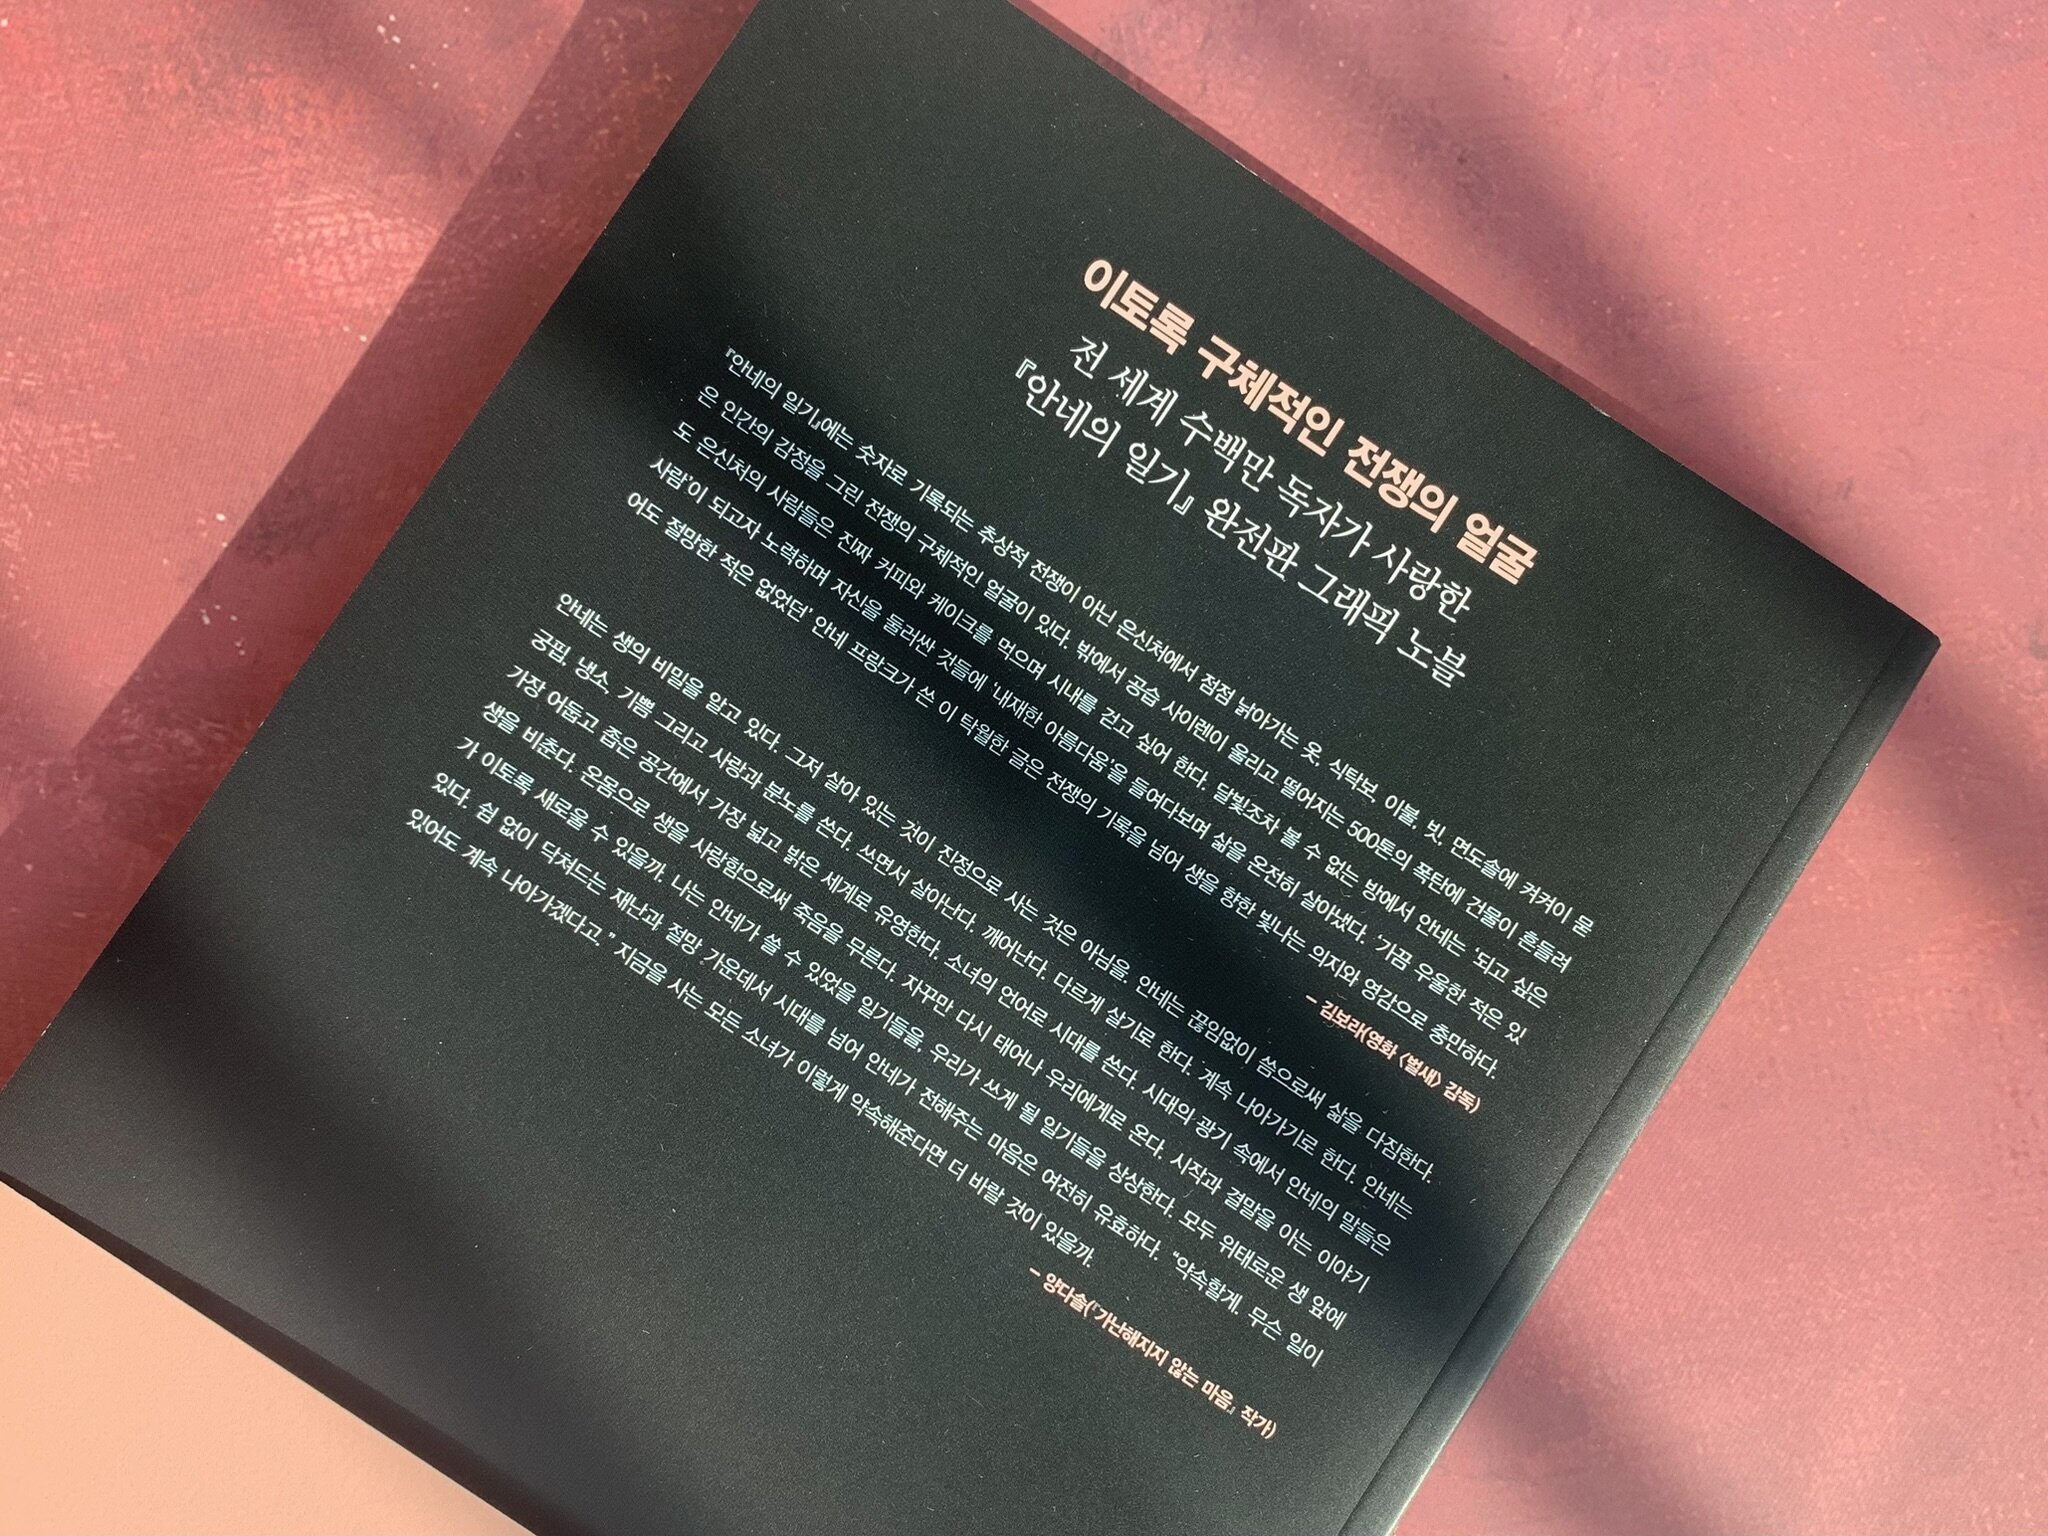 이토록 구체적인 전쟁의 얼굴
전 세계 수백만 독자가 사랑한
『안네의 일기』 완전판 그래픽 노블
『안네의 일기』에는 숫자로 기록되는 추상적 전쟁이 아닌 은신처에서 점점 낡아가는 옷, 식탁보, 이불, 빗, 면도솔에 켜켜이 묻
은 인간의 감정을 그린 전쟁의 구체적인 얼굴이 있다. 밖에서 공습 사이렌이 울리고 떨어지는 500톤의 폭탄에 건물이 흔들려
도 은신처의 사람들은 진짜 커피와 케이크를 먹으며 시내를 걷고 싶어 한다. 달빛조차 볼 수 없는 방에서 안네는 '되고 싶은
사람'이 되고자 노력하며 자신을 둘러싼 것들에 '내재한 아름다움'을 들여다보며 삶을 온전히 살아냈다. '가끔 우울한 적은 있
어도 절망한 적은 없었던' 안네 프랑크가 쓴 이 탁월한 글은 전쟁의 기록을 넘어 생을 향한 빛나는 의지와 영감으로 충만하다.
– 김보라(영화 〈벌새〉 감독)
안네는 생의 비밀을 알고 있다. 그저 살아 있는 것이 진정으로 사는 것은 아님을. 안네는 끊임없이 씀으로써 삶을 다짐한다.
궁핍, 냉소, 기쁨 그리고 사랑과 분노를 쓴다. 쓰면서 살아난다. 깨어난다. 다르게 살기로 한다. 계속 나아가기로 한다. 안네는
가장 어둡고 좁은 공간에서 가장 넓고 밝은 세계로 유영한다. 소녀의 언어로 시대를 쓴다. 시대의 광기 속에서 안네의 말들은
생을 비춘다. 온몸으로 생을 사랑함으로써 죽음을 무른다. 자꾸만 다시 태어나 우리에게로 온다. 시작과 결말을 아는 이야기
가 이토록 새로울 수 있을까. 나는 안네가 쓸 수 있었을 일기들을, 우리가 쓰게 될 일기들을 상상한다. 모두 위태로운 생 앞에
있다. 쉼 없이 닥쳐드는 재난과 절망 가운데서 시대를 넘어 안네가 전해주는 마음은 여전히 유효하다. "약속할게. 무슨 일이
있어도 계속 나아가겠다고." 지금을 사는 모든 소녀가 이렇게 약속해준다면 더 바랄 것이 있을까.
– 양다솔(『가난해지지 않는 마음』 작가)